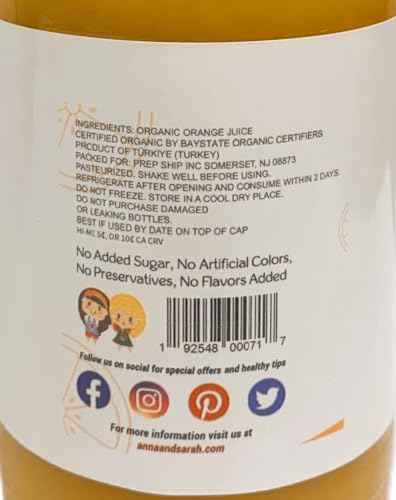 INGREDIENTS: ORGANIC ORANGE JUICE
CERTIFIED ORGANIC BY BAYSTATE ORGANIC CERTIFIERS
PRODUCT OF TÜRKIYE (TURKEY)
PACKED FOR: PREP SHIP INC SOMERSET, NJ 08873
PASTEURIZED. SHAKE WELL BEFORE USING.
REFRIGERATE AFTER OPENING AND CONSUME WITHIN 2 DAYS
DO NOT FREEZE. STORE IN A COOL DRY PLACE.
DO NOT PURCHASE DAMAGED
OR LEAKING BOTTLES.
BEST IF USED BY DATE ON TOP OF CAP
HI-ME 5¢, OR 10¢ CA CRV
No Added Sugar, No Artificial Colors,
No Preservatives, No Flavors Added
1 92548 00071 7
Follow us on social for special offers and healthy tips
For more information visit us at
annaandsarah.com